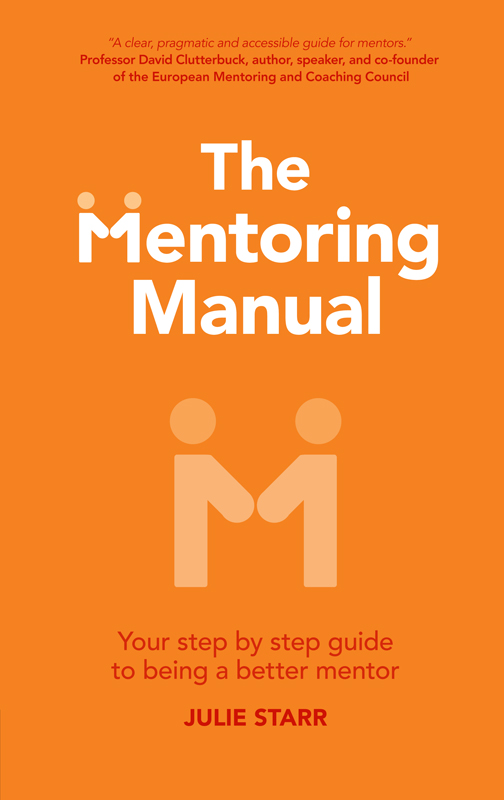 “A clear, pragmatic and accessible guide for mentors.”
Professor David Clutterbuck, author, speaker, and co-founder
of the European Mentoring and Coaching Council
The
Mentoring
Manual
Your step by step guide
to being a better mentor
JULIE STARR